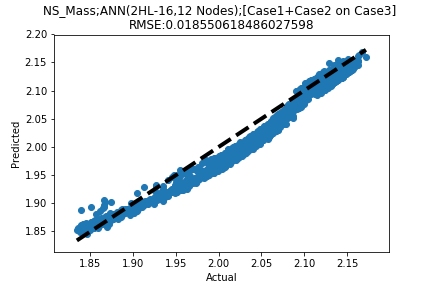 NS_Mass;ANN(2HL-16,12 Nodes);[Case1+Case2 on Case3]
RMSE:0.018550618486027598
2.20
2.15
2.10
2.05
2.00
1.95
1.90
1.85
Predicted
1.85 1.90 1.95 2.00 2.05 2.10 2.15
Actual